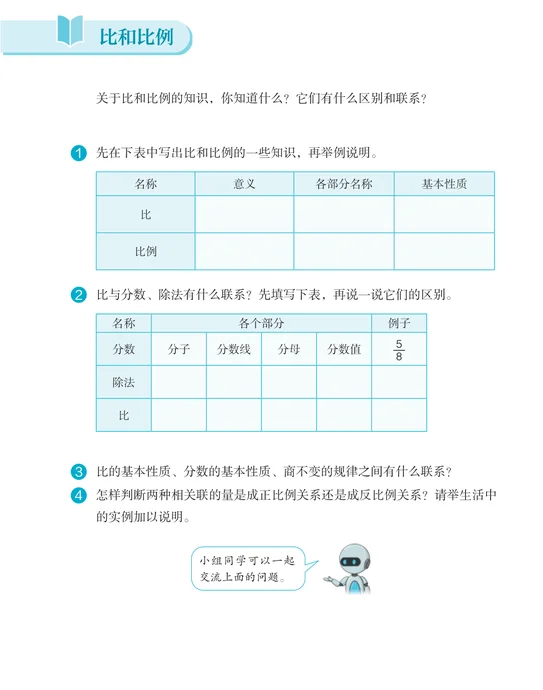 比和比例
关于比和比例的知识，你知道什么？它们有什么区别和联系？
1 先在下表中写出比和比例的一些知识，再举例说明。
名称 意义 各部分名称 基本性质
比
比例
2 比与分数、除法有什么联系？先填写下表，再说一说它们的区别。
名称 各个部分 例子
分数 分子 分数线 分母 分数值 5/8
除法
比
3 比的基本性质、分数的基本性质、商不变的规律之间有什么联系？
4 怎样判断两种相关联的量是成正比例关系还是成反比例关系？请举生活中
的实例加以说明。
小组同学可以一起
交流上面的问题。